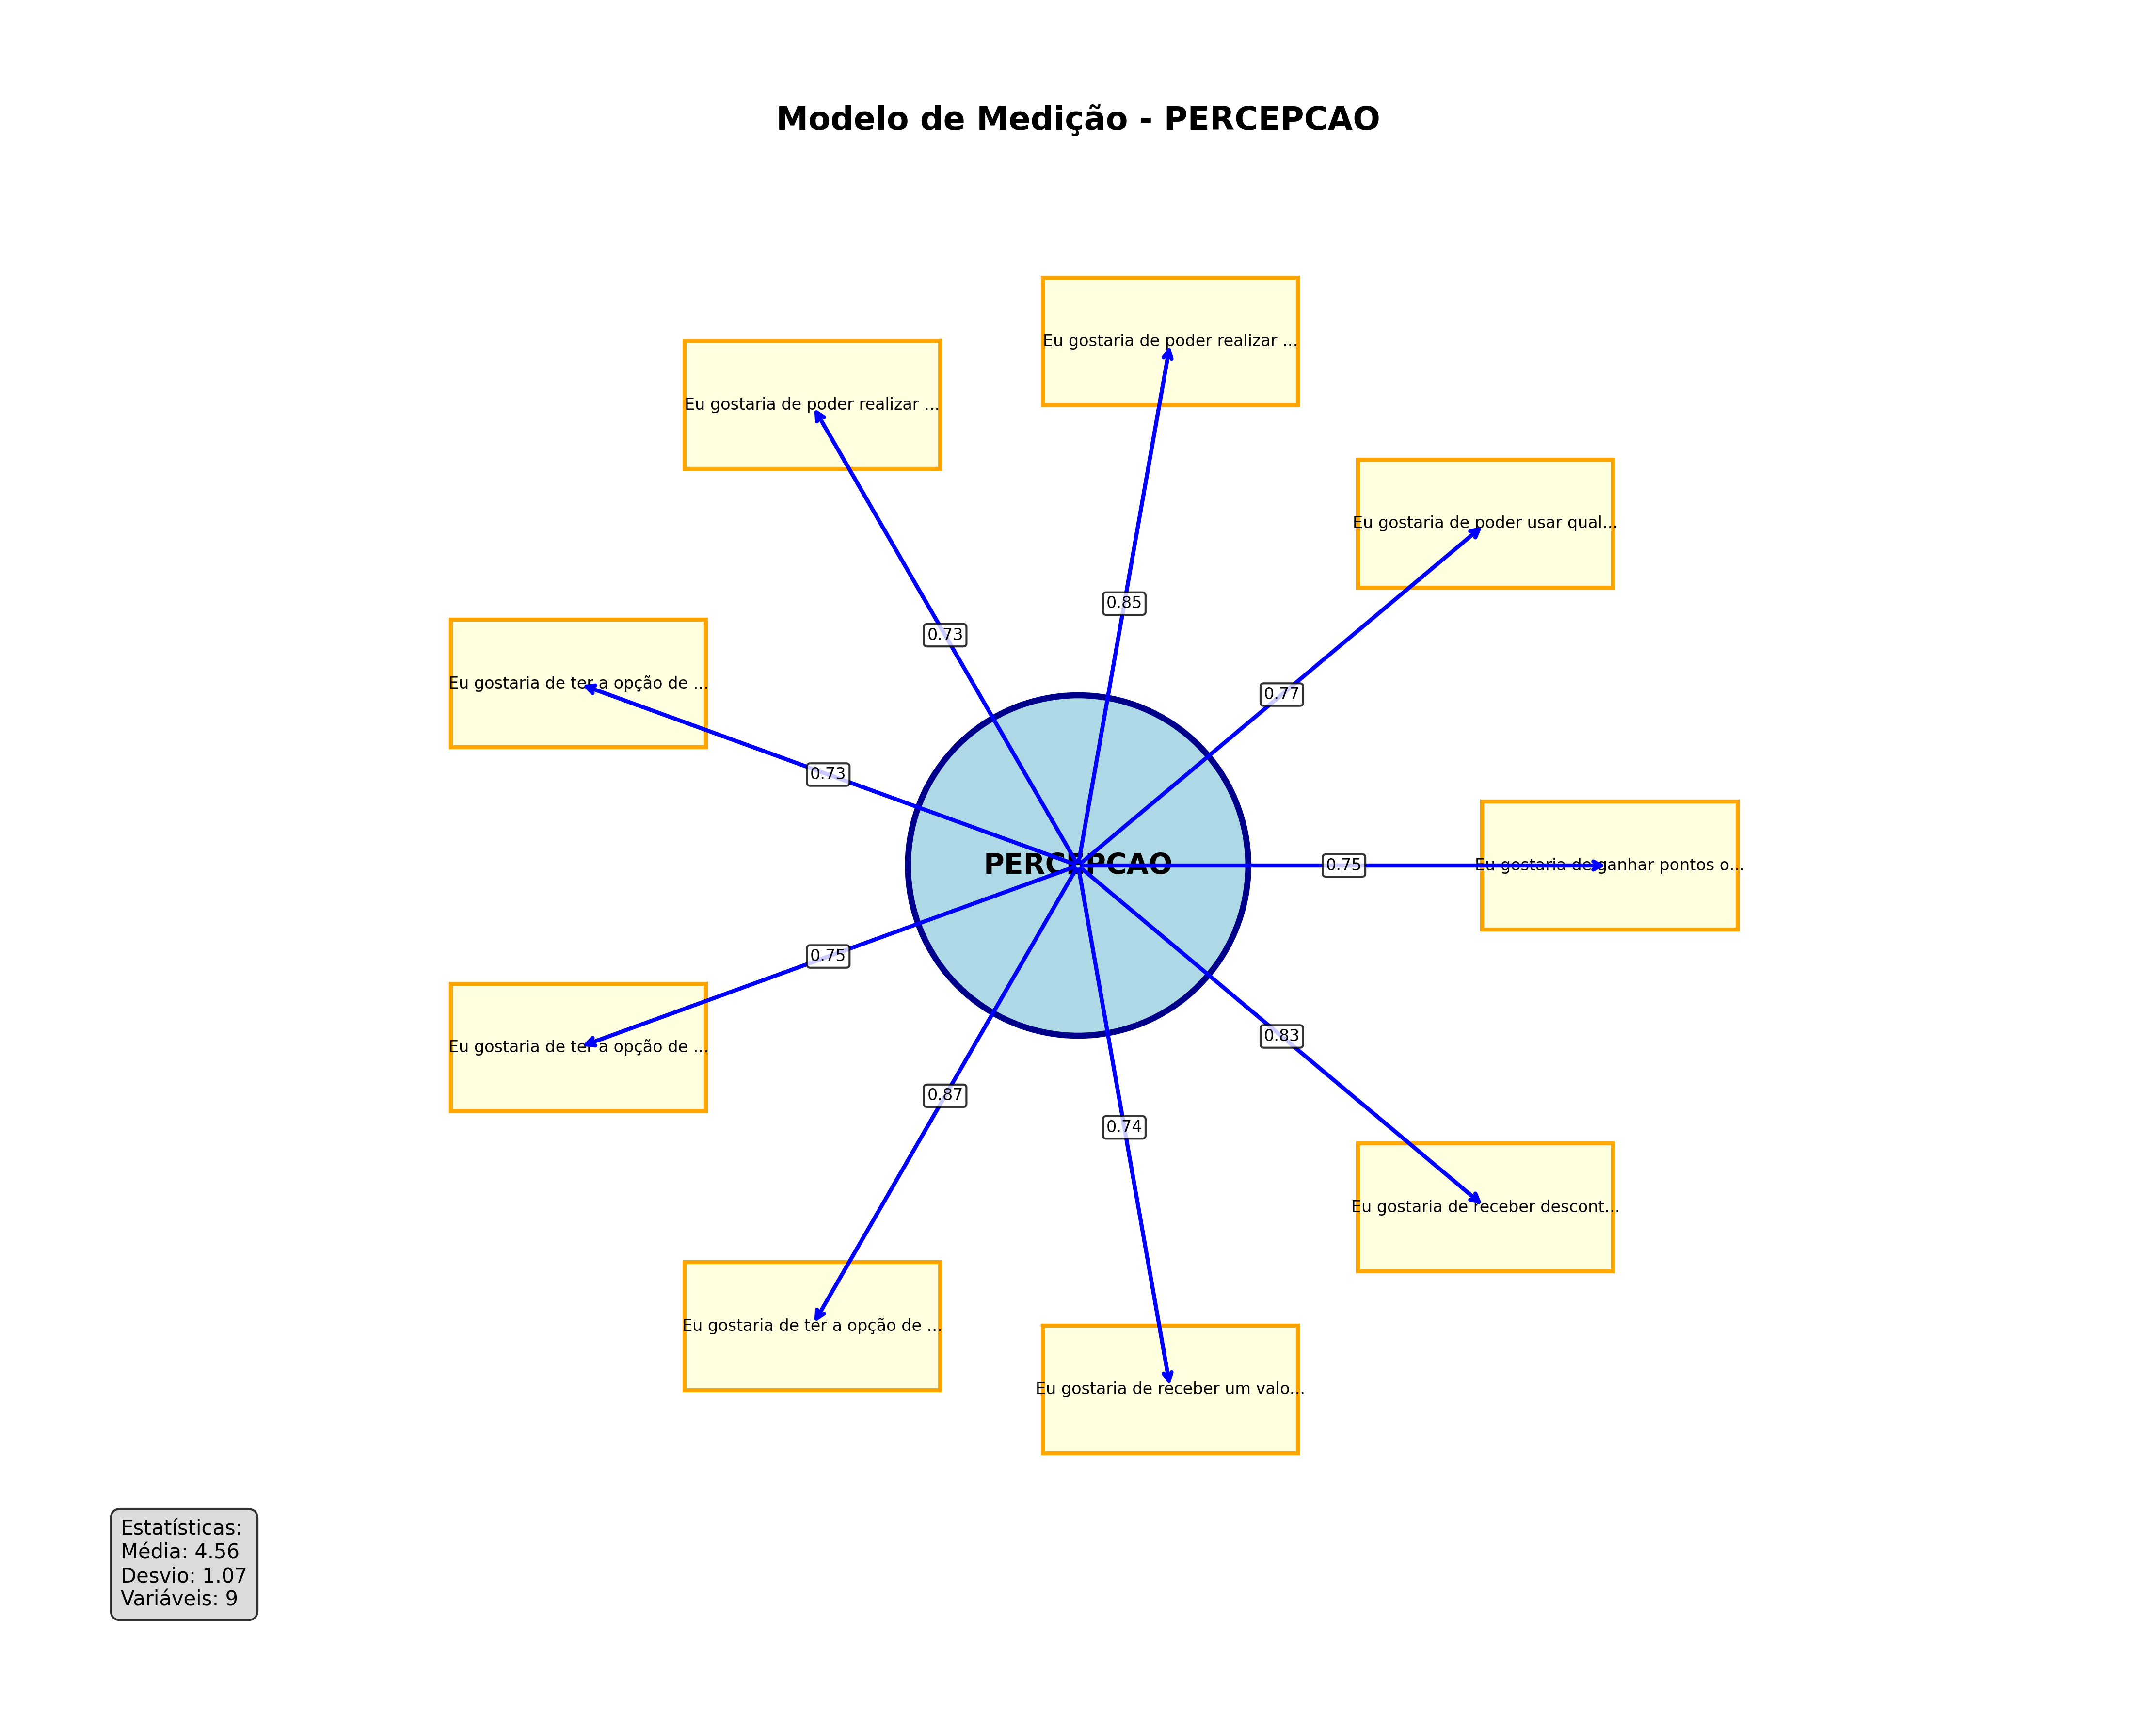 Modelo de Medição - PERCEPCAO
Eu gostaria de poder realizar ...
Eu gostaria de poder realizar ...
Eu gostaria de poder usar qual...
0.85
0.73
Eu gostaria de ter a opção de ...
0.77
0.73
PERCEPCAO
0.75
Eu gostaria de ganhar pontos o...
0.75
0.83
Eu gostaria de ter a opção de ...
0.87
0.74
Eu gostaria de receber descont...
Eu gostaria de ter a opção de ...
Eu gostaria de receber um valo...
Estatísticas:
Média: 4.56
Desvio: 1.07
Variáveis: 9